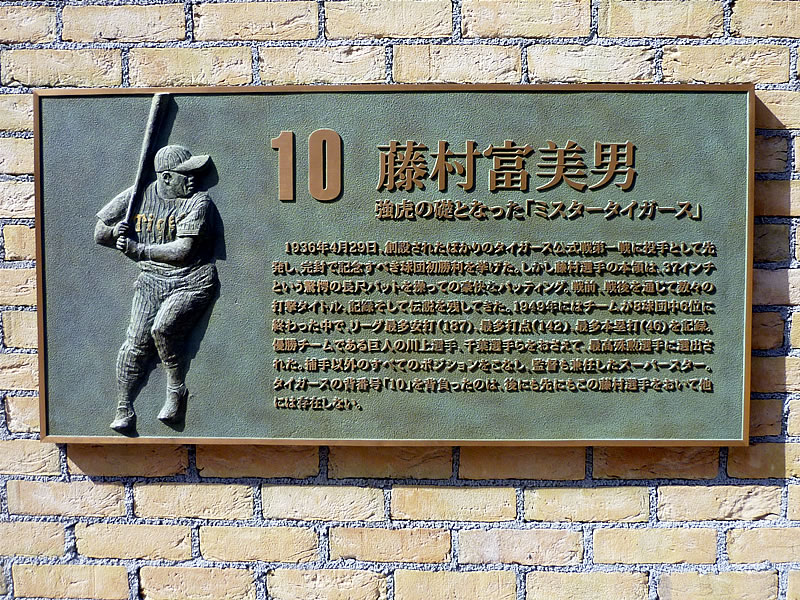 10 藤村富美男
強虎の礎となった「ミスタータイガース」
1936年4月29日、創設されたばかりのタイガース公式戦第一戦に投手として先
発し、完封で記念すべき球団初勝利を挙げた。しかし藤村選手の本領は、37インチ
という驚愕の長尺バットを操っての豪快なバッティング。戦前、戦後を通じて数々の
打撃タイトル、記録そして伝説を残してきた。1949年にはチームが8球団中6位に
終わった中で、リーグ最多安打(187)、最多打点(142)、最多本塁打(46)を記録。
優勝チームである巨人の川上選手、千葉選手らをおさえて、最高殊勲選手に選出さ
れた。捕手以外のすべてのポジションをこなし、監督も兼任したスーパースター。
タイガースの背番号「10」を背負ったのは、後にも先にもこの藤村選手をおいて他
には存在しない。
Tige